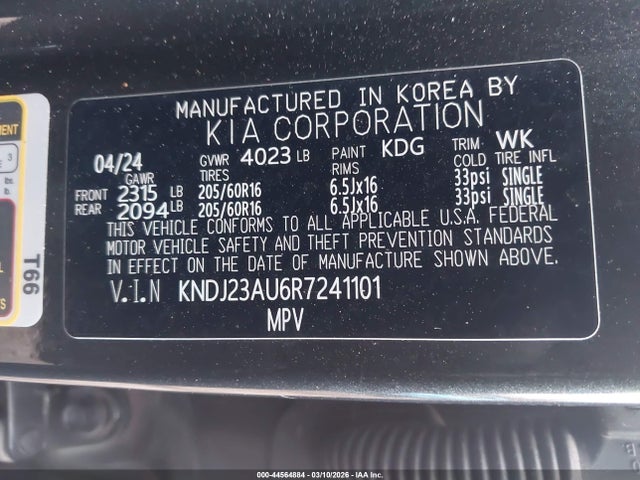 MANUFACTURED IN KOREA BY
KIA CORPORATION
04/24 GVWR 4023 LB PAINT KDG TRIM WK
GAWR TIRES RIMS COLD TIRE INFL
FRONT 2315 LB 205/60R16 6.5Jx16 33psi SINGLE
REAR 2094 LB 205/60R16 6.5Jx16 33psi SINGLE
THIS VEHICLE CONFORMS TO ALL APPLICABLE U.S.A. FEDERAL
MOTOR VEHICLE SAFETY AND THEFT PREVENTION STANDARDS
IN EFFECT ON THE DATE OF MANUFACTURE SHOWN ABOVE.
V.I.N KNDJ23AU6R7241101
MPV
T66
3
lbs.
000-44564884 - 03/10/2026 - IAA Inc.